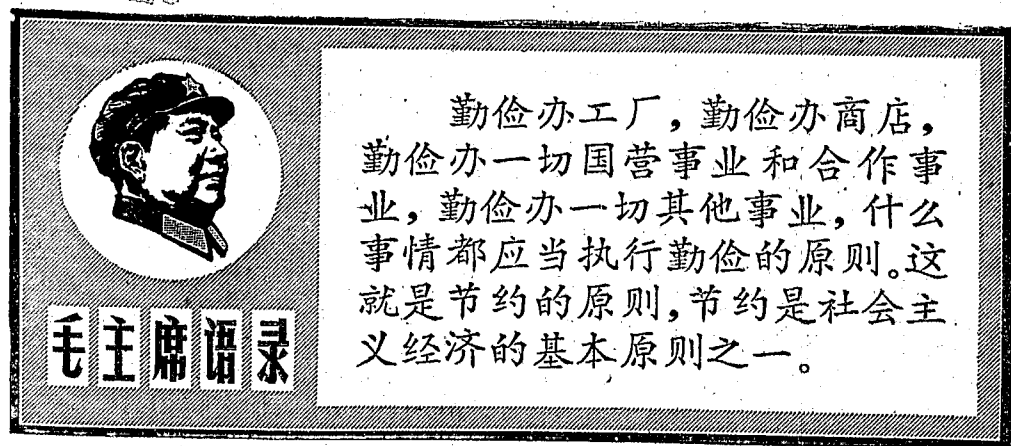 毛主席语录
勤俭办工厂，勤俭办商店，
勤俭办一切国营事业和合作事
业，勤俭办一切其他事业，什么
事情都应当执行勤俭的原则。这
就是节约的原则，节约是社会主
义经济的基本原则之一。